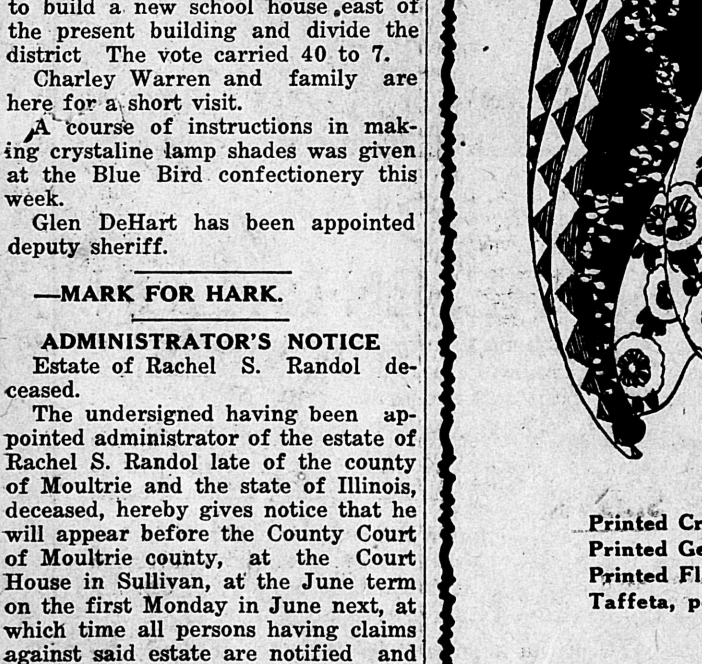 to build a new school house east of
the present building and divide the
district The vote carried 40 to 7.
Charley Warren and family are
here for a short visit.
A course of instructions in mak-
ing crystaline lamp shades was given
at the Blue Bird confectionery this
week.
Glen DeHart has been appointed
deputy sheriff.
—MARK FOR HARK.
ADMINISTRATOR'S NOTICE
Estate of Rachel S. Randol de-
ceased.
The undersigned having been ap-
pointed administrator of the estate of
Rachel S. Randol late of the county
of Moultrie and the state of Illinois,
deceased, hereby gives notice that he
will appear before the County Court
of Moultrie county, at the Court
House in Sullivan, at the June term
on the first Monday in June next, at
which time all persons having claims
against said estate are notified and
Printed Cr
Printed Ge
Printed Fl
Taffeta, p